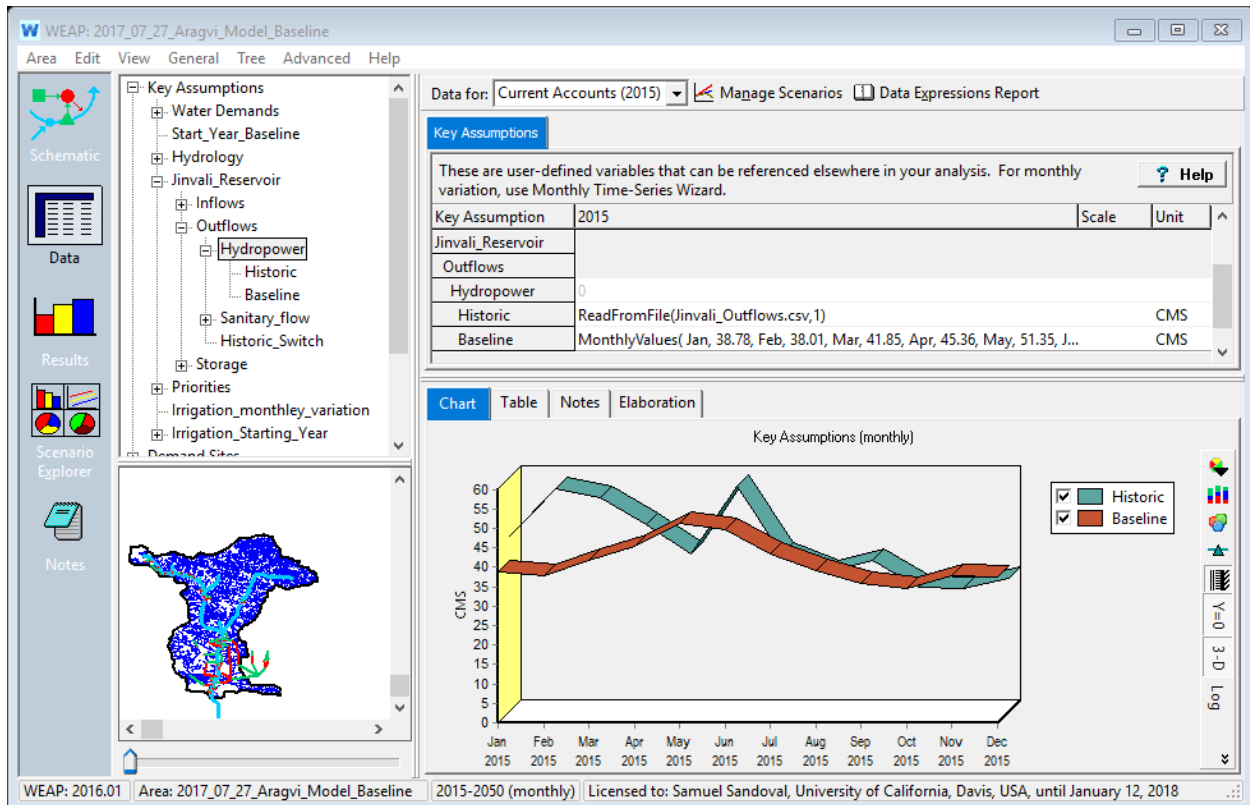 WEAP: 2017_07_27_Aragvi_Model_Baseline
Area Edit View General Tree Advanced Help
Schematic
Data
Results
Scenario
Explorer
Notes
Key Assumptions
Water Demands
Start_Year_Baseline
Hydrology
Jinvali_Reservoir
Inflows
Outflows
Hydropower
Historic
Baseline
Sanitary_flow
Historic_Switch
Storage
Priorities
Irrigation_monthley_variation
Irrigation_Starting_Year
Demand Sites
Data for: Current Accounts (2015) Manage Scenarios Data Expressions Report
Key Assumptions
These are user-defined variables that can be referenced elsewhere in your analysis. For monthly
variation, use Monthly Time-Series Wizard.
? Help
Key Assumption 2015 Scale Unit
Jinvali_Reservoir
Outflows
Hydropower 0
Historic ReadFromFile(Jinvali_Outflows.csv,1) CMS
Baseline MonthlyValues( Jan, 38.78, Feb, 38.01, Mar, 41.85, Apr, 45.36, May, 51.35, J... CMS
Chart Table Notes Elaboration
Key Assumptions (monthly)
60
55
50
45
40
35
30
25
20
15
10
5
0
CMS
Jan Feb Mar Apr May Jun Jul Aug Sep Oct Nov Dec
2015 2015 2015 2015 2015 2015 2015 2015 2015 2015 2015 2015
Historic
Baseline
Y=0
3-D
Log
WEAP: 2016.01 Area: 2017_07_27_Aragvi_Model_Baseline 2015-2050 (monthly) Licensed to: Samuel Sandoval, University of California, Davis, USA, until January 12, 2018